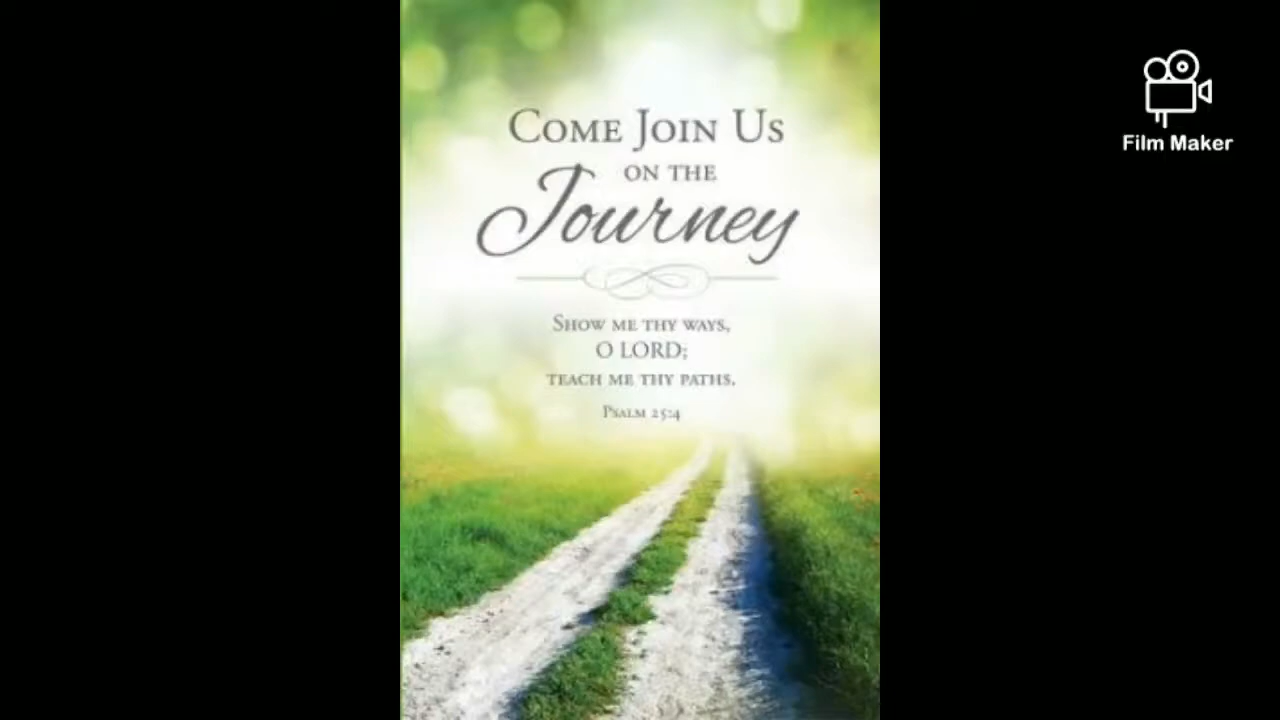 Come Join Us
on the
Journey
Show me thy ways,
O LORD;
teach me thy paths.
Psalm 25:4
Film Maker